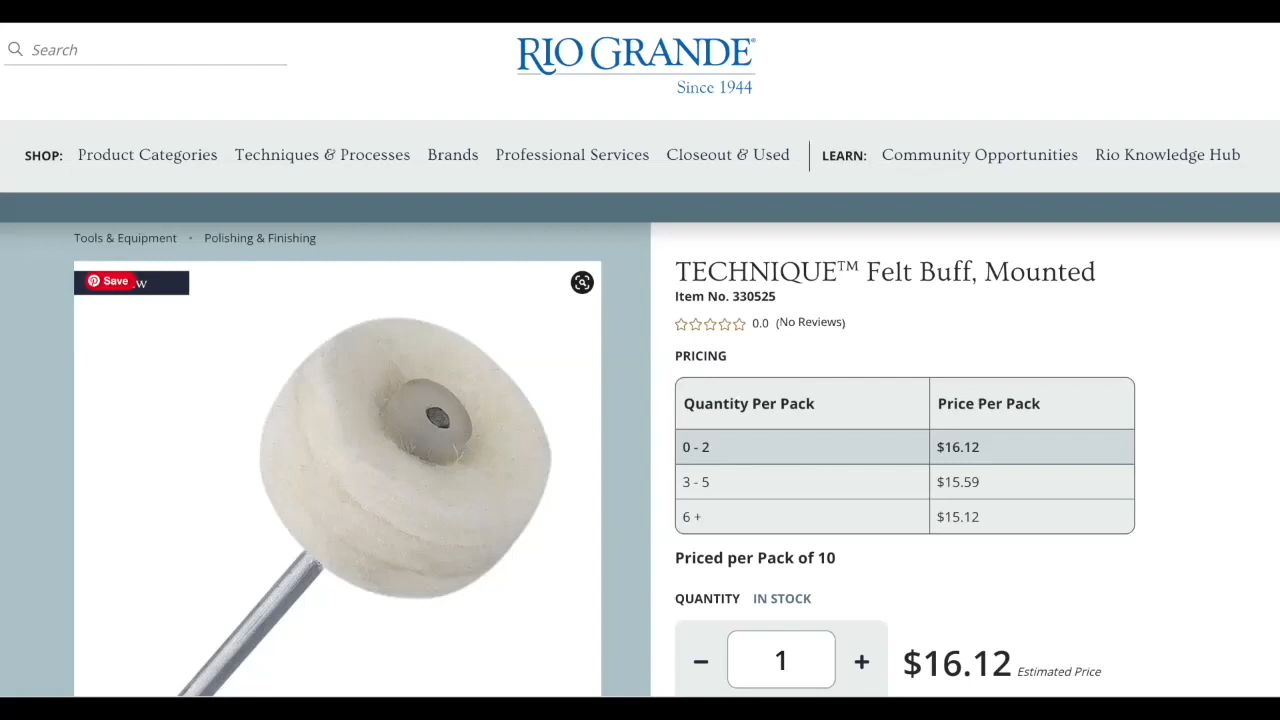 Search
RIO GRANDE®
Since 1944
SHOP: Product Categories Techniques & Processes Brands Professional Services Closeout & Used LEARN: Community Opportunities Rio Knowledge Hub
Tools & Equipment • Polishing & Finishing
Save w
TECHNIQUE™ Felt Buff, Mounted
Item No. 330525
0.0 (No Reviews)
PRICING
Quantity Per Pack Price Per Pack
0 - 2 $16.12
3 - 5 $15.59
6 + $15.12
Priced per Pack of 10
QUANTITY IN STOCK
− 1 + $16.12 Estimated Price